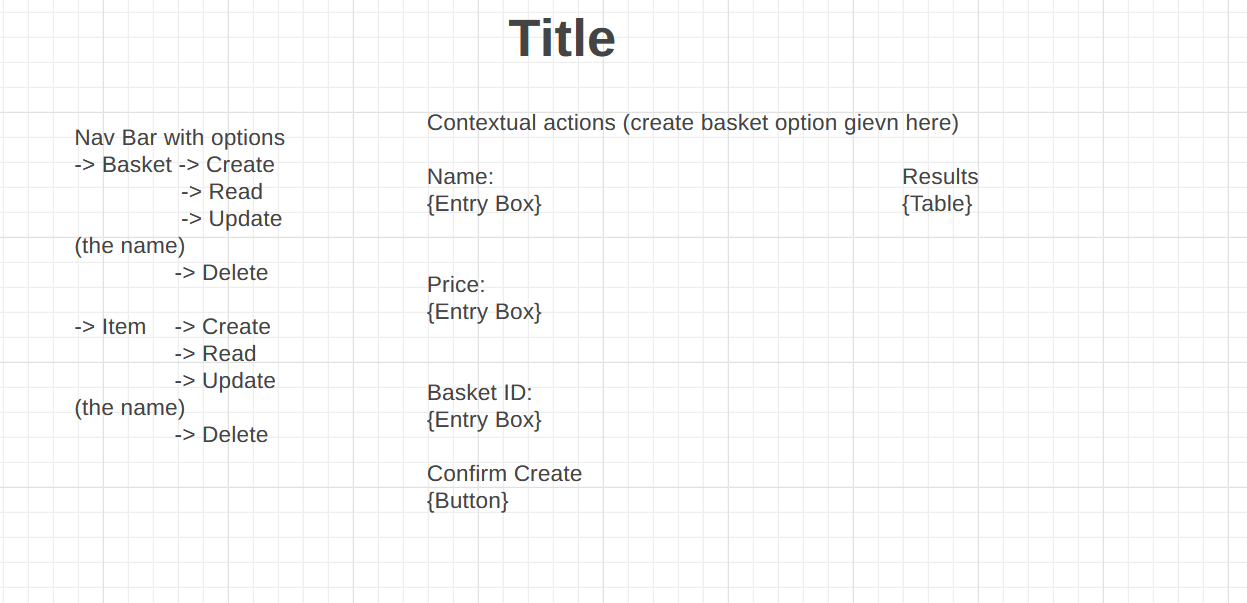 Title
Nav Bar with options
-> Basket -> Create
-> Read
-> Update
(the name)
-> Delete
-> Item -> Create
-> Read
-> Update
(the name)
-> Delete
Contextual actions (create basket option gievn here)
Name:
{Entry Box}
Price:
{Entry Box}
Basket ID:
{Entry Box}
Confirm Create
{Button}
Results
{Table}